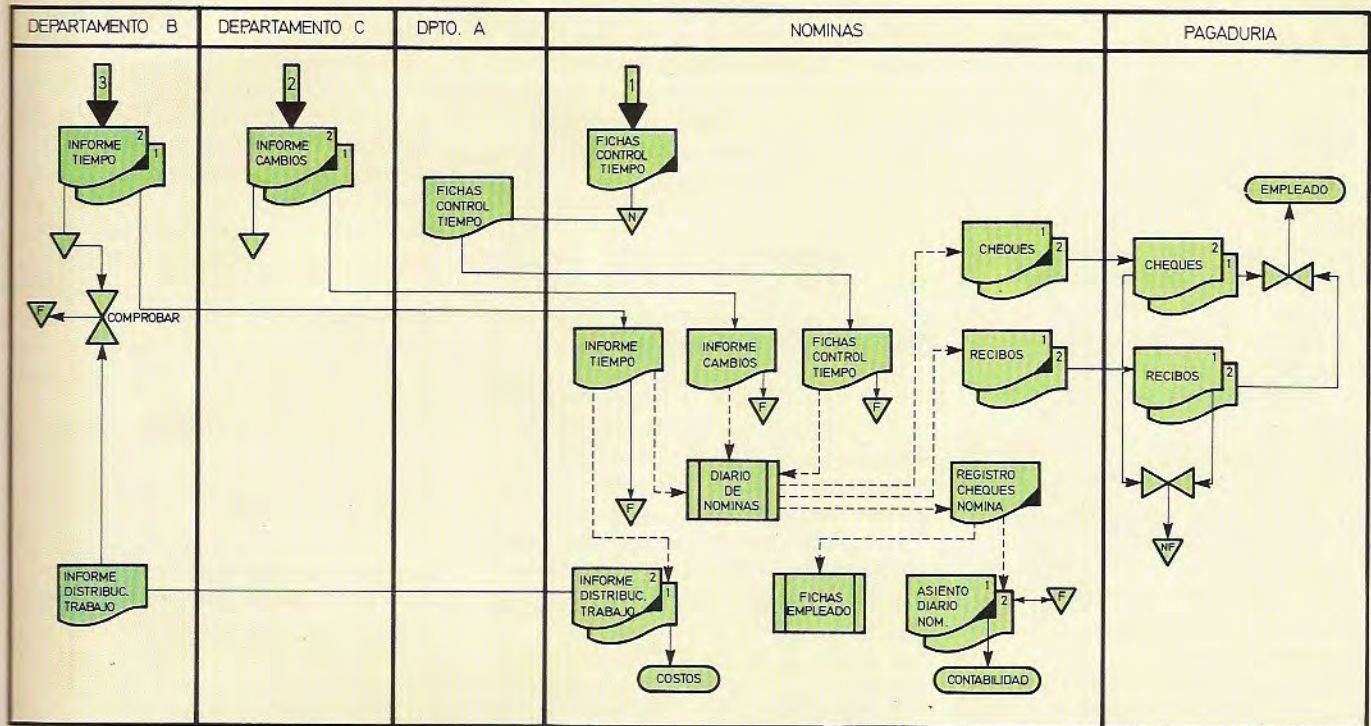 DEPARTAMENTO B
DEPARTAMENTO C
DPTO. A
NOMINAS
PAGADURIA
3
2
1
INFORME
TIEMPO
2
1
INFORME
CAMBIOS
2
1
FICHAS
CONTROL
TIEMPO
FICHAS
CONTROL
TIEMPO
N
EMPLEADO
CHEQUES
1
2
CHEQUES
2
1
F
COMPROBAR
INFORME
TIEMPO
INFORME
CAMBIOS
FICHAS
CONTROL
TIEMPO
RECIBOS
1
2
RECIBOS
1
2
F
F
F
DIARIO
DE
NOMINAS
REGISTRO
CHEQUES
NOMINA
NF
INFORME
DISTRIBUC.
TRABAJO
INFORME
DISTRIBUC.
TRABAJO
2
1
FICHAS
EMPLEADO
ASIENTO
DIARIO
NOM.
1
2
F
COSTOS
CONTABILIDAD